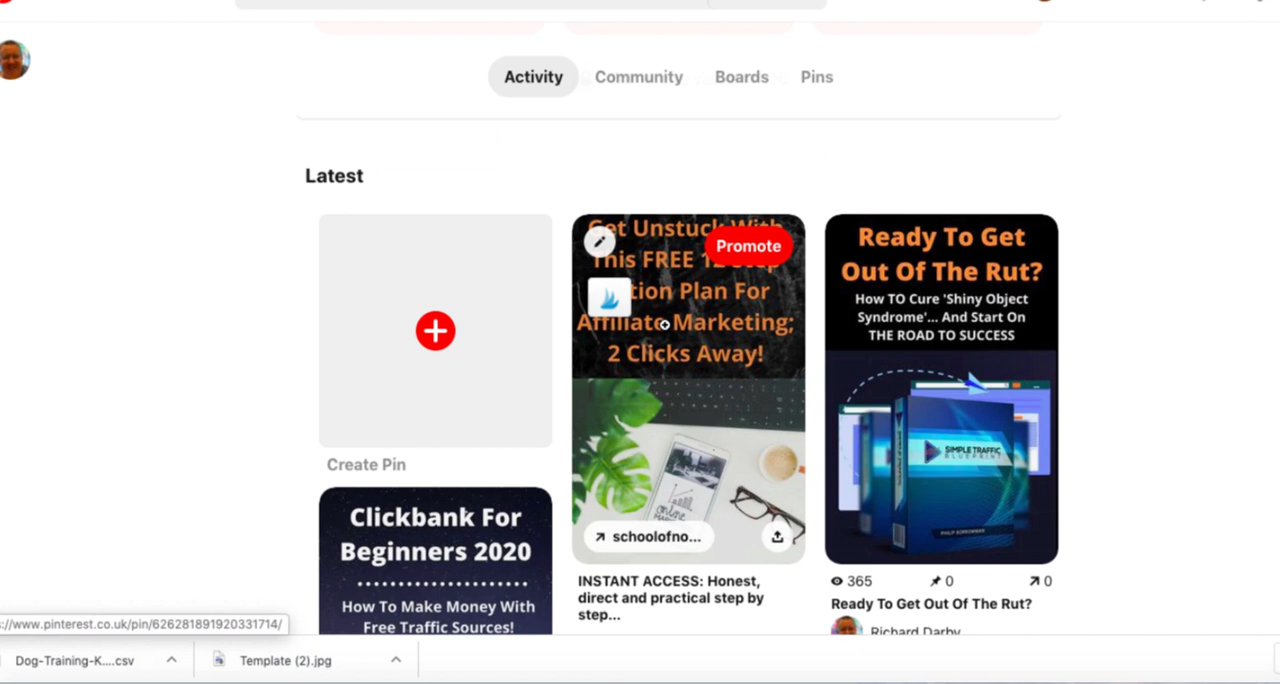 Activity
Community
Boards
Pins
Latest
Create Pin
Clickbank For
Beginners 2020
How To Make Money With
Free Traffic Sources!
Get Unstuck With
This FREE 12 Step
Promote
tion Plan For
Affiliate Marketing;
2 Clicks Away!
schoolofno...
INSTANT ACCESS: Honest,
direct and practical step by
step...
Ready To Get
Out Of The Rut?
How TO Cure 'Shiny Object
Syndrome'... And Start On
THE ROAD TO SUCCESS
SIMPLE TRAFFIC
BLUEPRINT
365
0
0
Ready To Get Out Of The Rut?
Richard Darby
://www.pinterest.co.uk/pin/626281891920331714/
Dog-Training-K....csv
Template (2).jpg